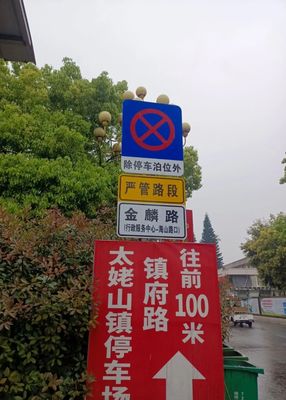 除停车泊位外
严管路段
金麟路
(行政服务中心-海山路口)
往前100米
镇府路
太姥山镇停车场